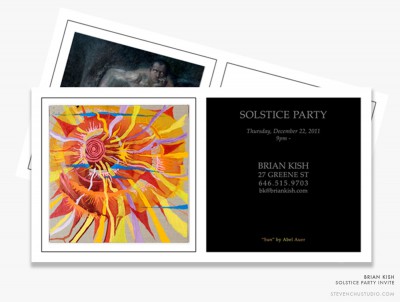 SOLSTICE PARTY
Thursday, December 22, 2011
8pm –
BRIAN KISH
27 GREENE ST
646.515.9703
bk@briankish.com
"Sun" by Abel Auer
BRIAN KISH
SOLSTICE PARTY INVITE
STEVENCHUSTUDIO.COM